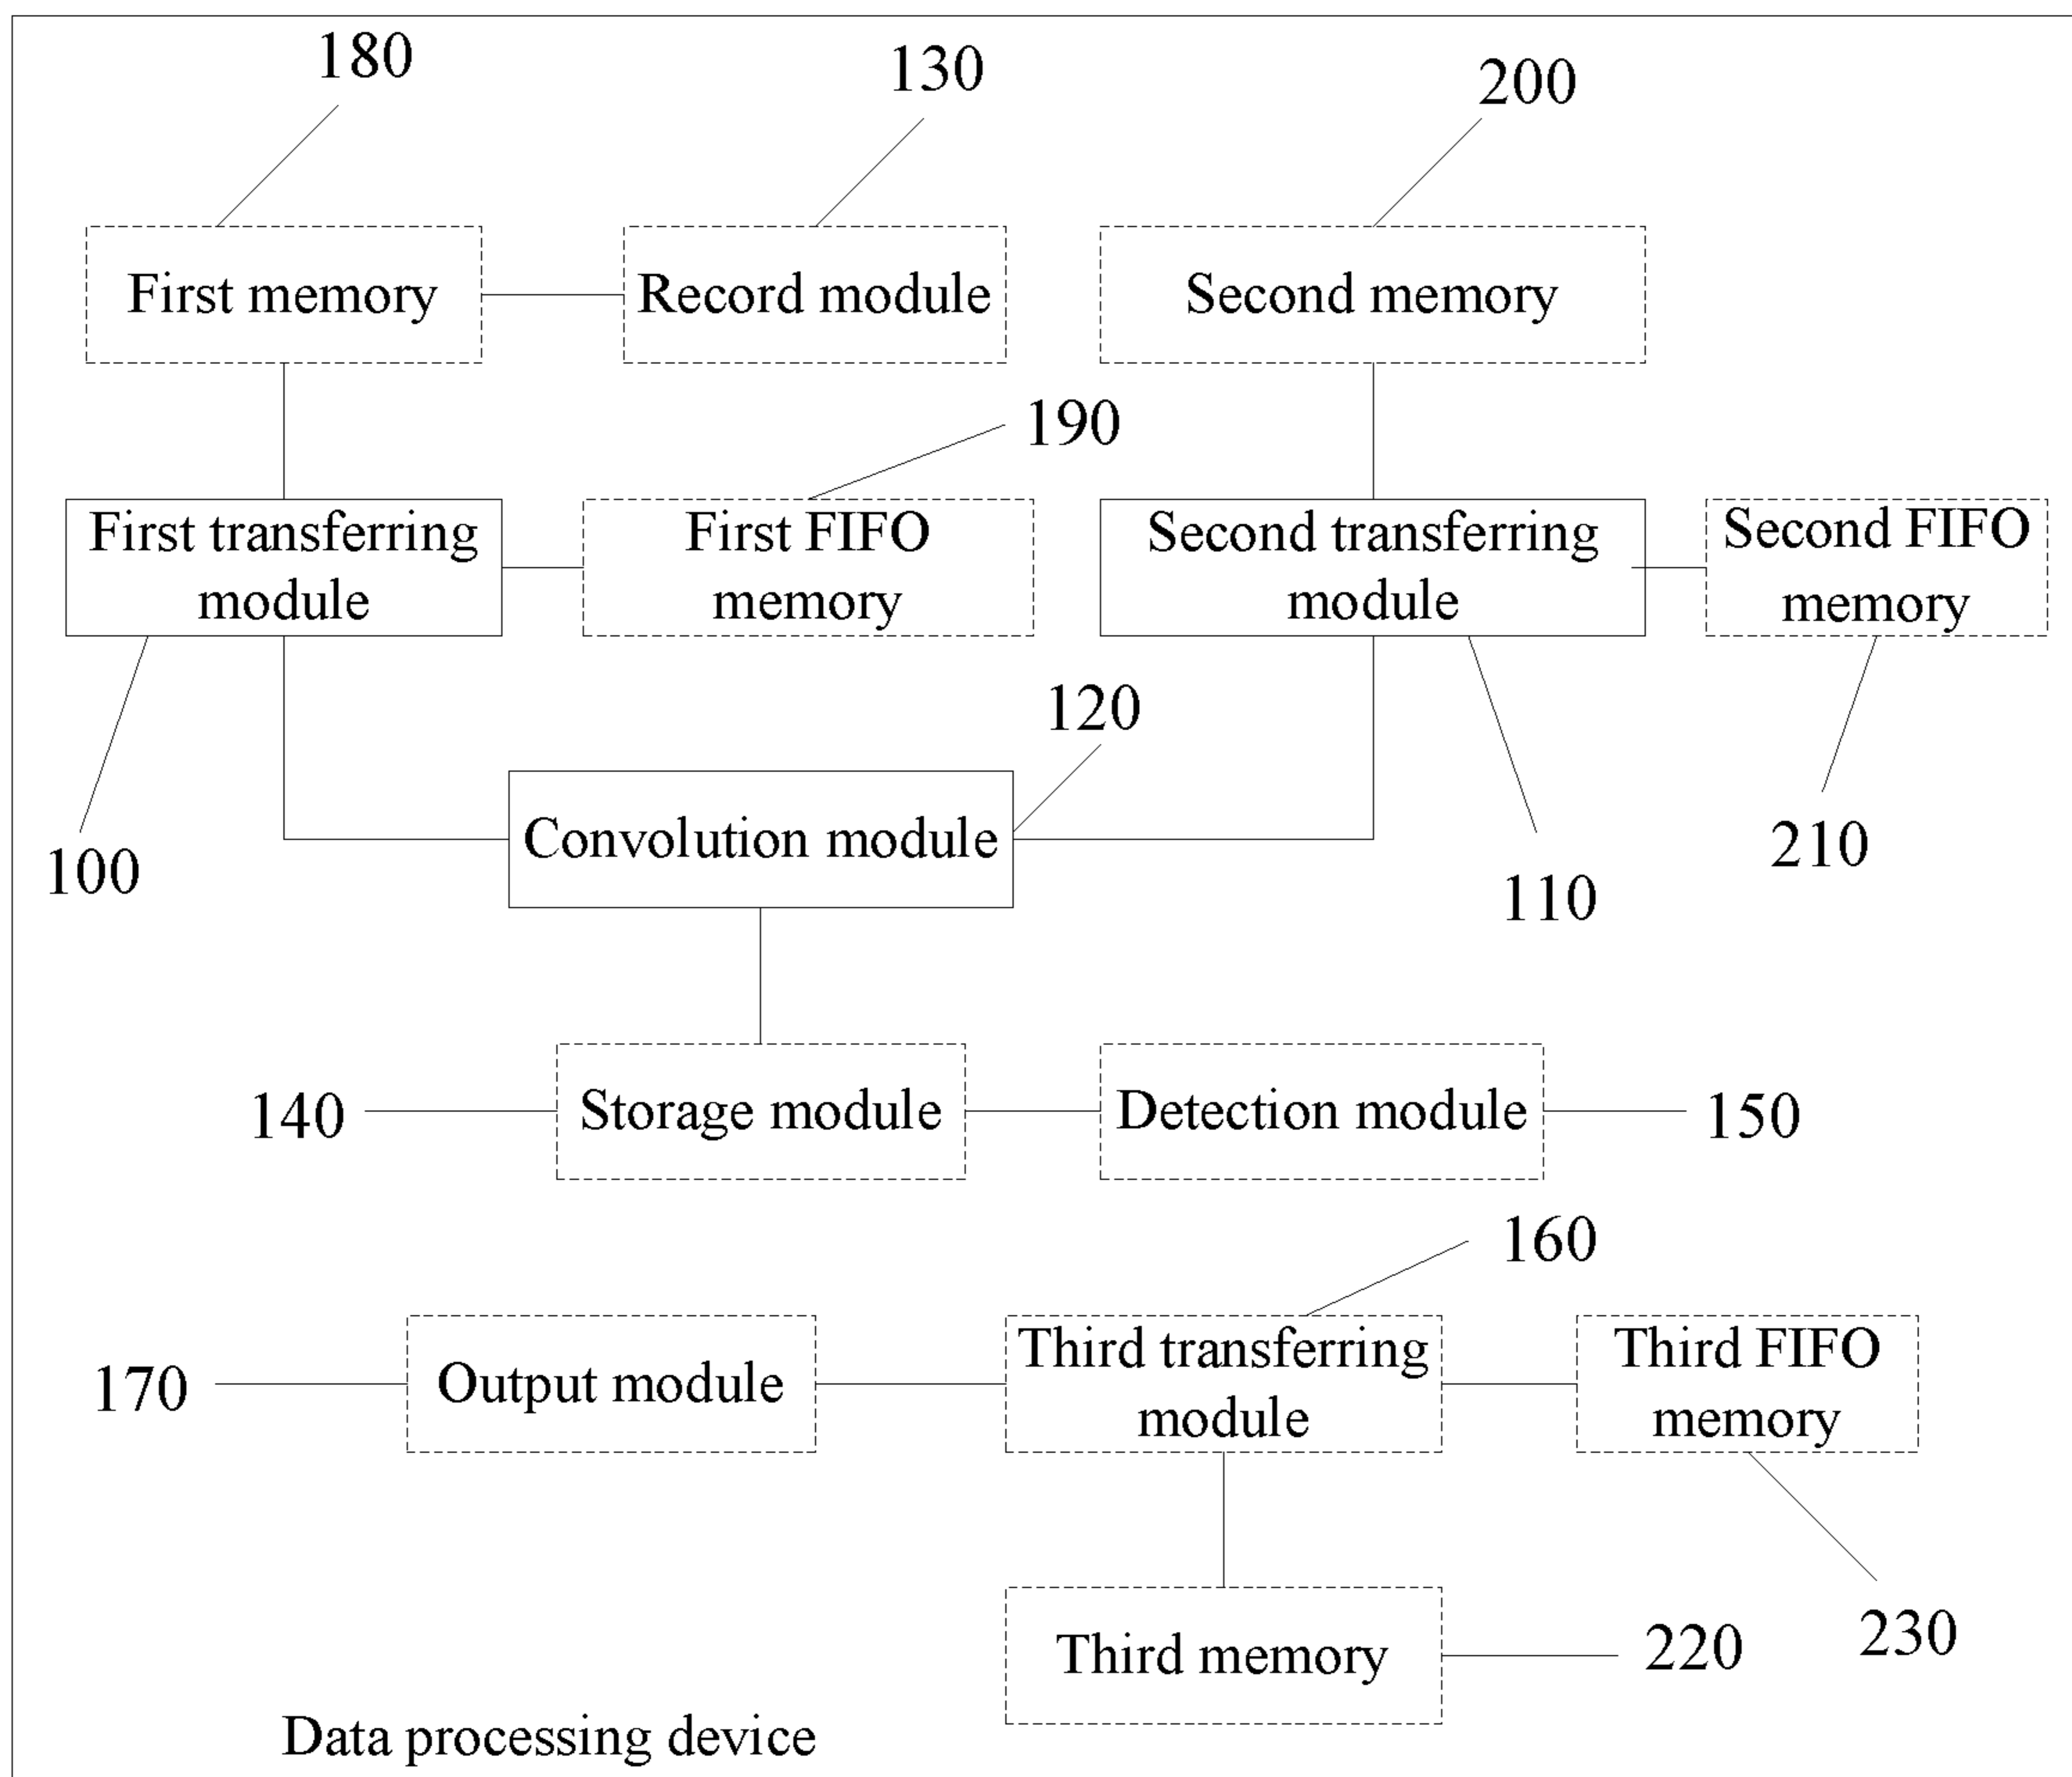 180
130
200
First memory
Record module
Second memory
190
First transferring
module
First FIFO
memory
Second transferring
module
Second FIFO
memory
120
Convolution module
100
110
210
140
Storage module
Detection module
150
160
170
Output module
Third transferring
module
Third FIFO
memory
Third memory
220
230
Data processing device